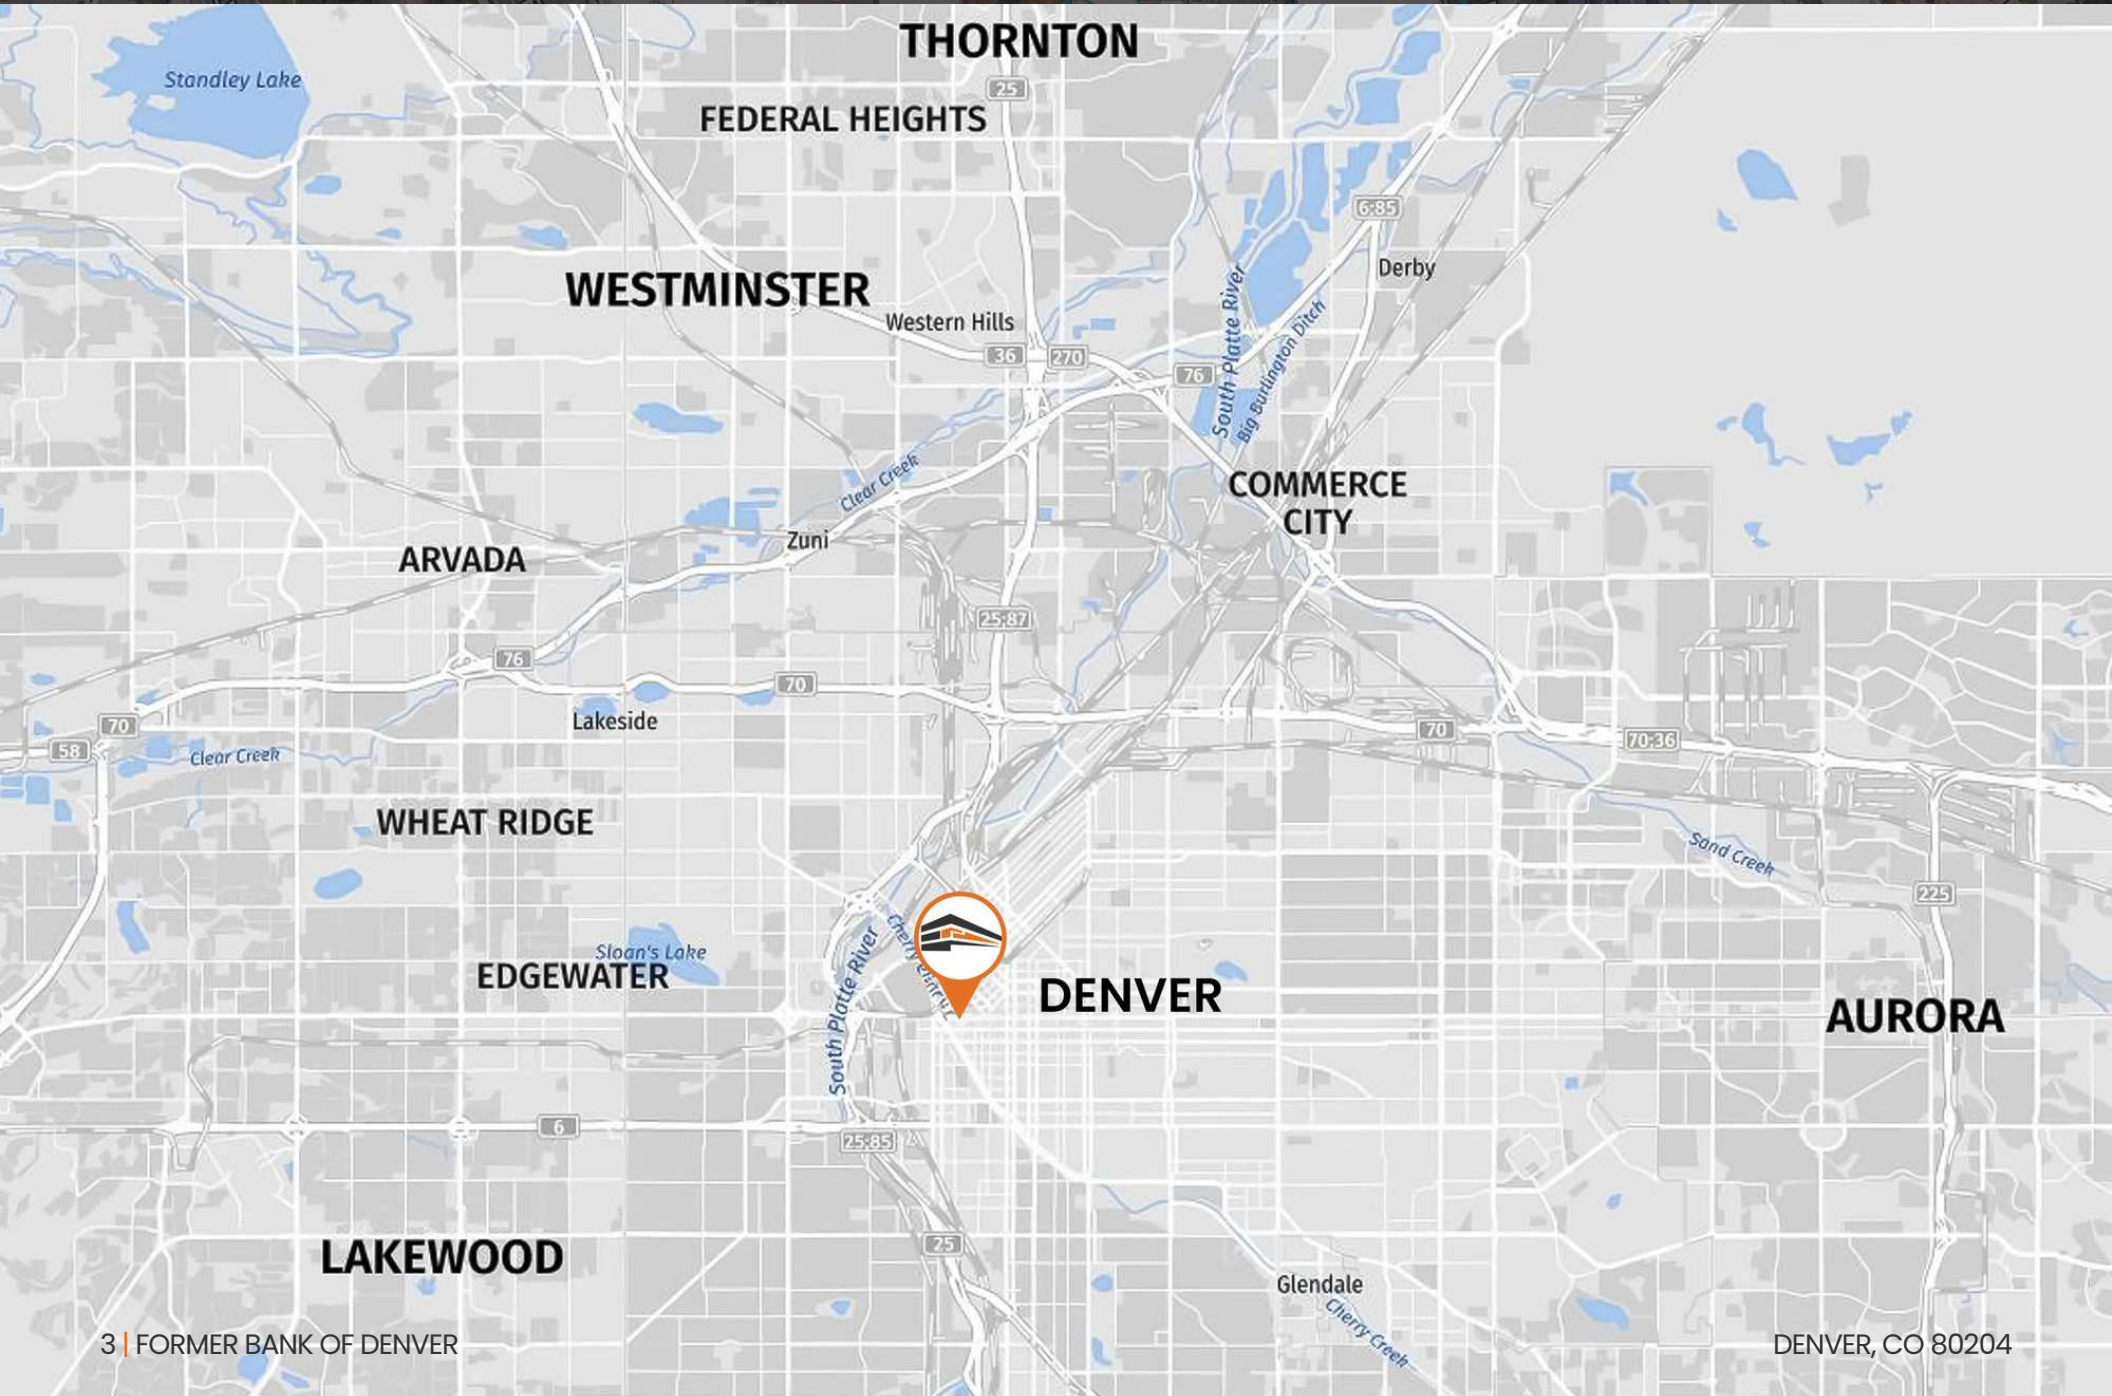 THORNTON
Standley Lake
25
FEDERAL HEIGHTS
6:85
Derby
WESTMINSTER
Western Hills
36
270
76
South Platte River
Big Burlington Ditch
Clear Creek
COMMERCE
CITY
Zuni
ARVADA
25:87
76
70
Lakeside
70
58
Clear Creek
70
70:36
WHEAT RIDGE
Sand Creek
225
Sloan's Lake
EDGEWATER
South Platte River
DENVER
AURORA
6
25:85
LAKEWOOD
25
Glendale
Cherry Creek
3 | FORMER BANK OF DENVER
DENVER, CO 80204